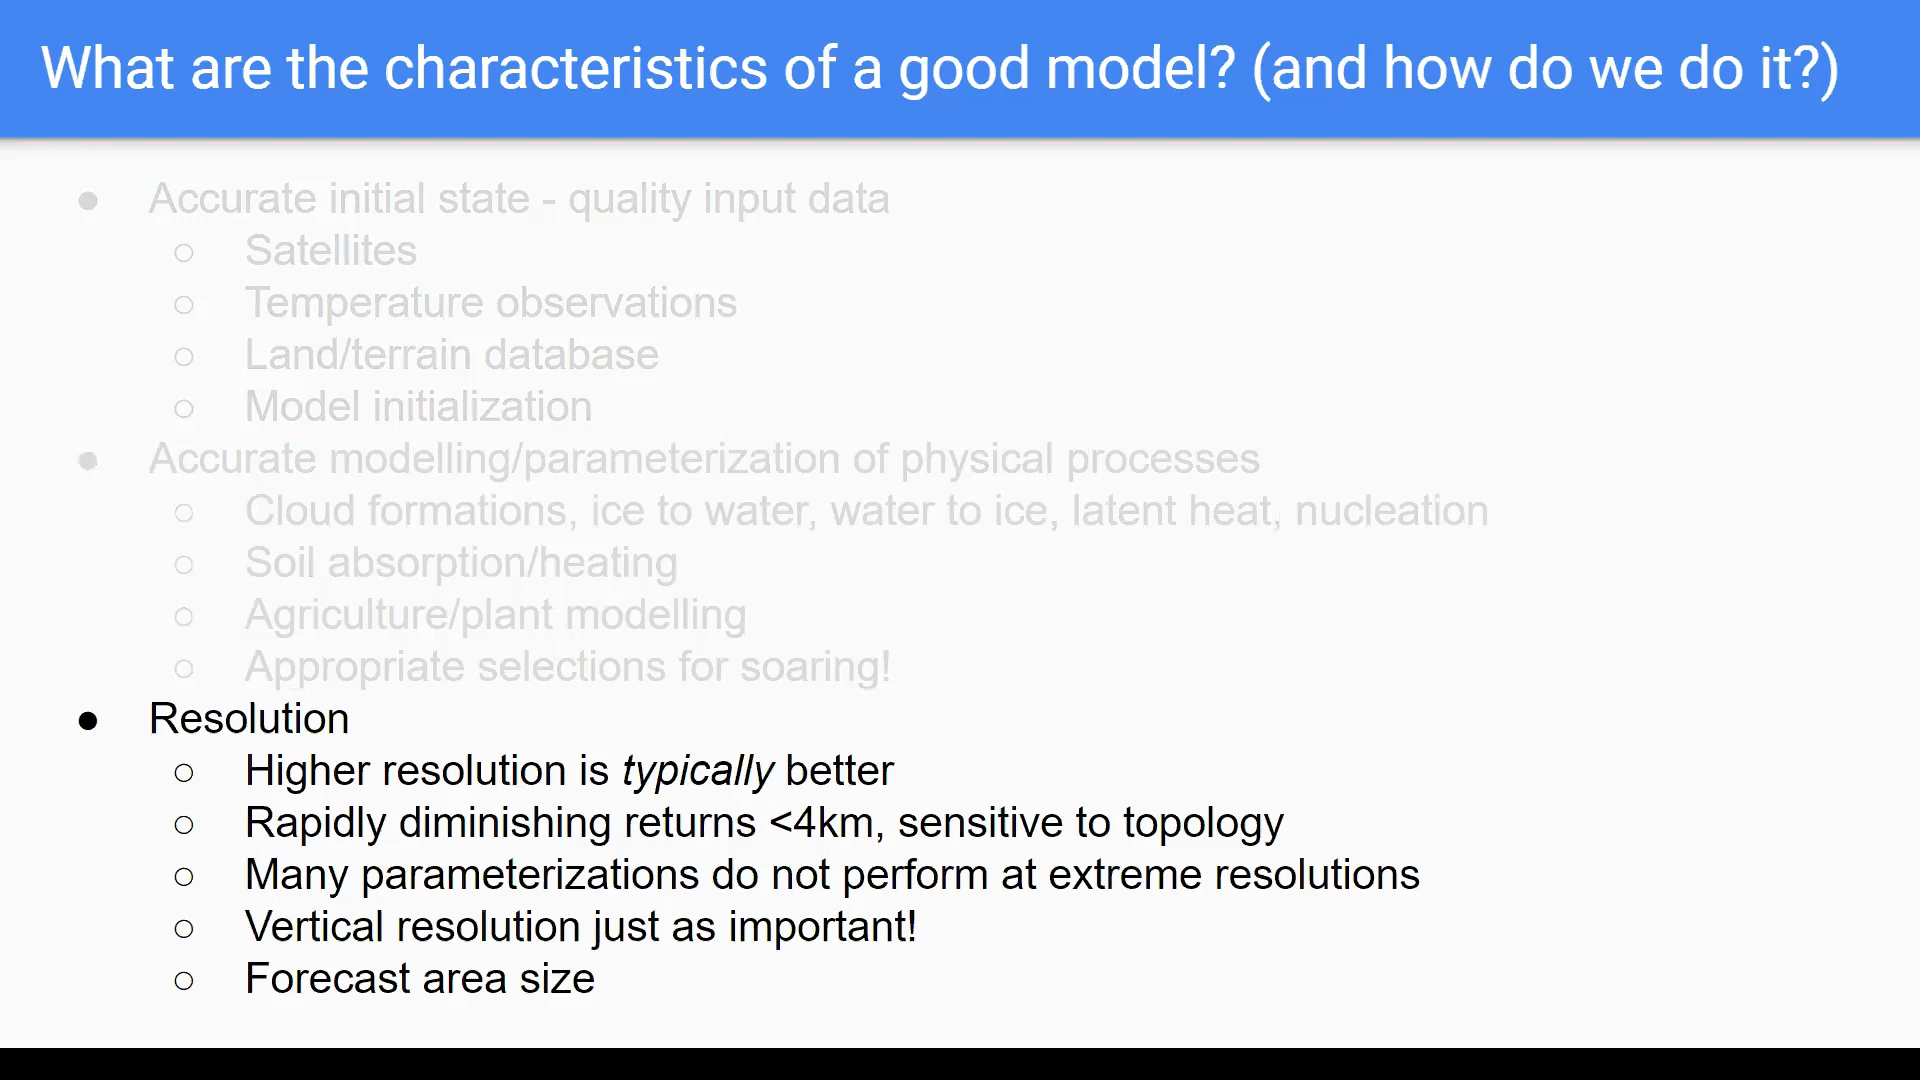 What are the characteristics of a good model? (and how do we do it?)
● Accurate initial state - quality input data
○ Satellites
○ Temperature observations
○ Land/terrain database
○ Model initialization
● Accurate modelling/parameterization of physical processes
○ Cloud formations, ice to water, water to ice, latent heat, nucleation
○ Soil absorption/heating
○ Agriculture/plant modelling
○ Appropriate selections for soaring!
● Resolution
○ Higher resolution is typically better
○ Rapidly diminishing returns <4km, sensitive to topology
○ Many parameterizations do not perform at extreme resolutions
○ Vertical resolution just as important!
○ Forecast area size